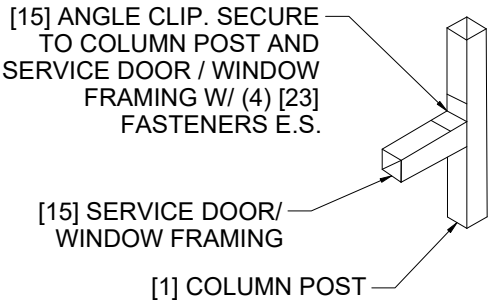 [15] ANGLE CLIP. SECURE
TO COLUMN POST AND
SERVICE DOOR / WINDOW
FRAMING W/ (4) [23]
FASTENERS E.S.
[15] SERVICE DOOR/
WINDOW FRAMING
[1] COLUMN POST